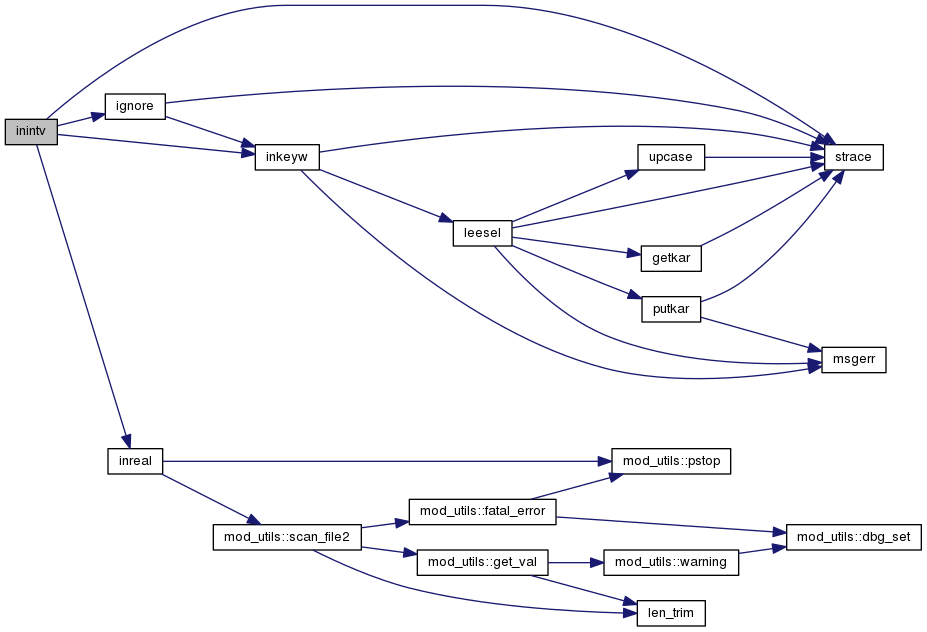 inintv
ignore
inkeyw
upcase
strace
leesel
getkar
putkar
msgerr
inreal
mod_utils::pstop
mod_utils::fatal_error
mod_utils::scan_file2
mod_utils::dbg_set
mod_utils::get_val
mod_utils::warning
len_trim